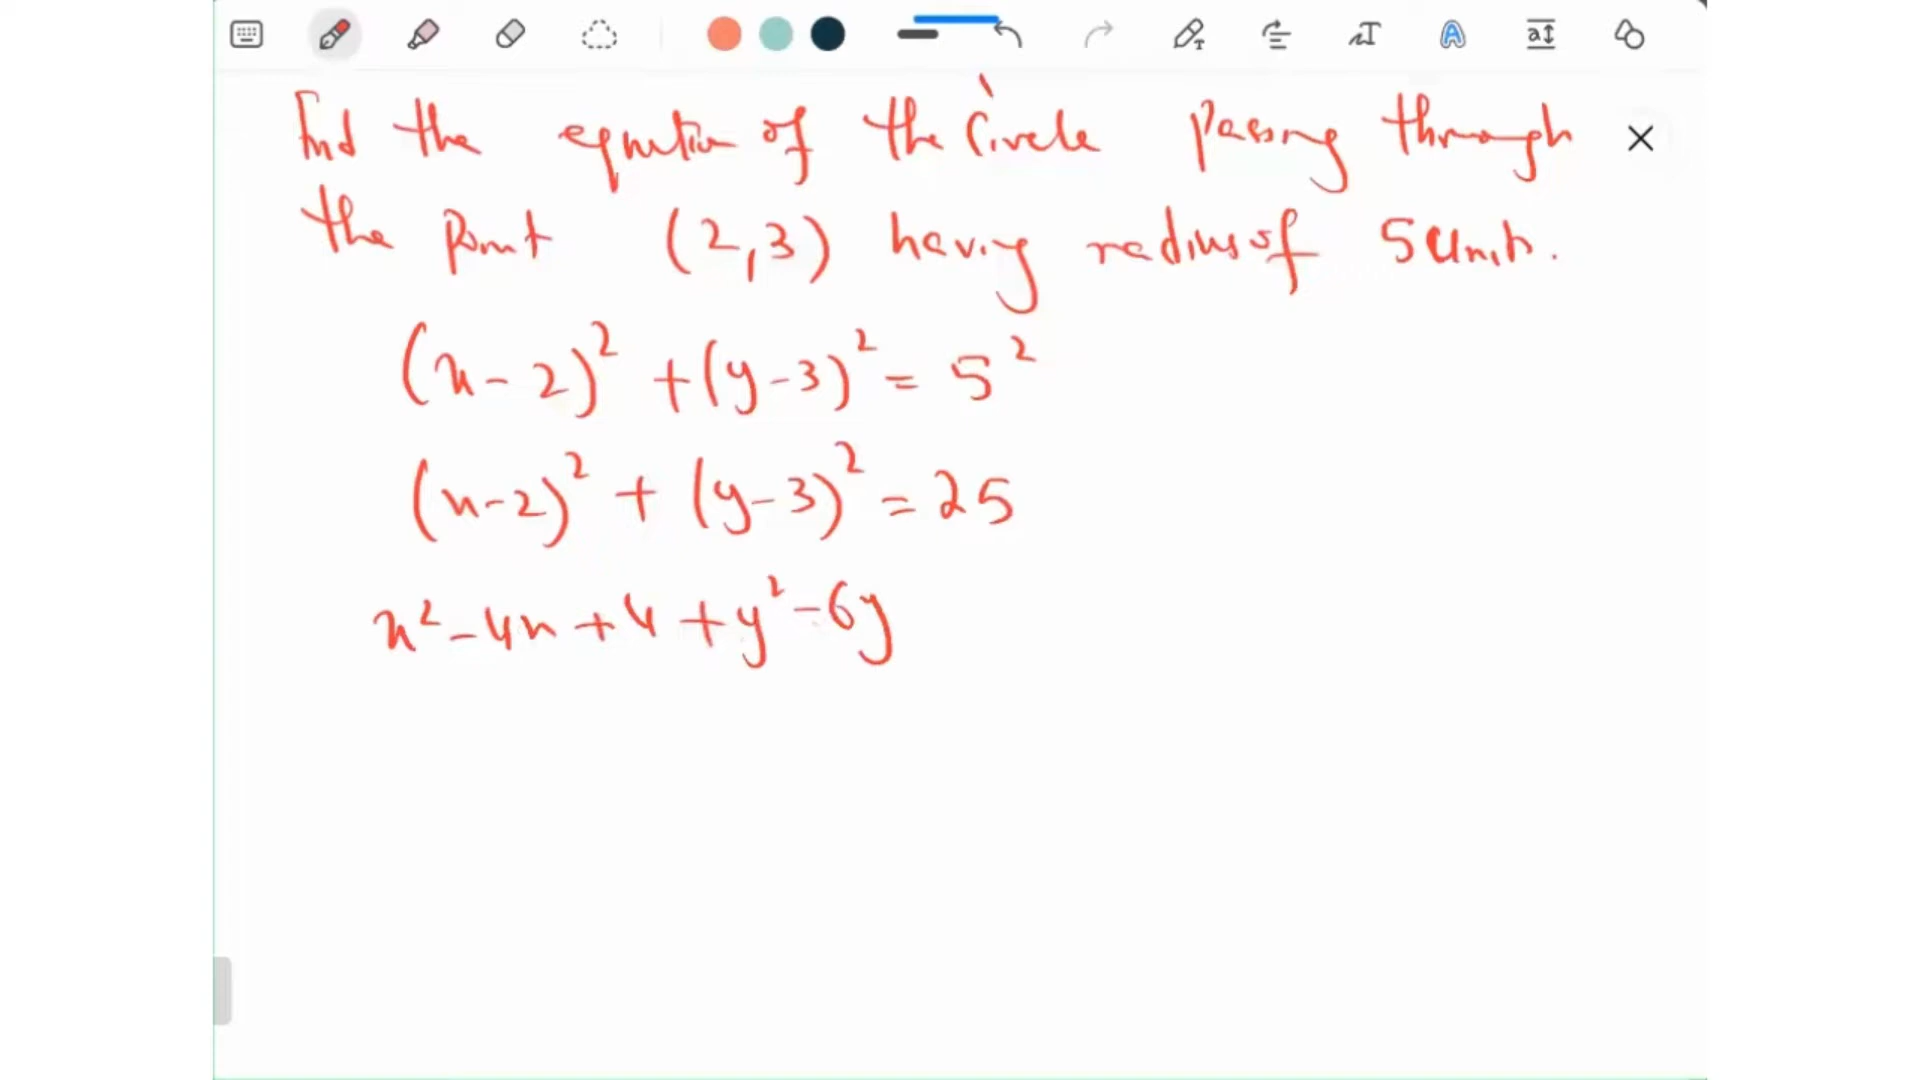 Find the equation of the Circle passing through
the point (2,3) having radius of 5 units.
(x-2)² + (y-3)² = 5²
(x-2)² + (y-3)² = 25
x² - 4x + 4 + y² - 6y